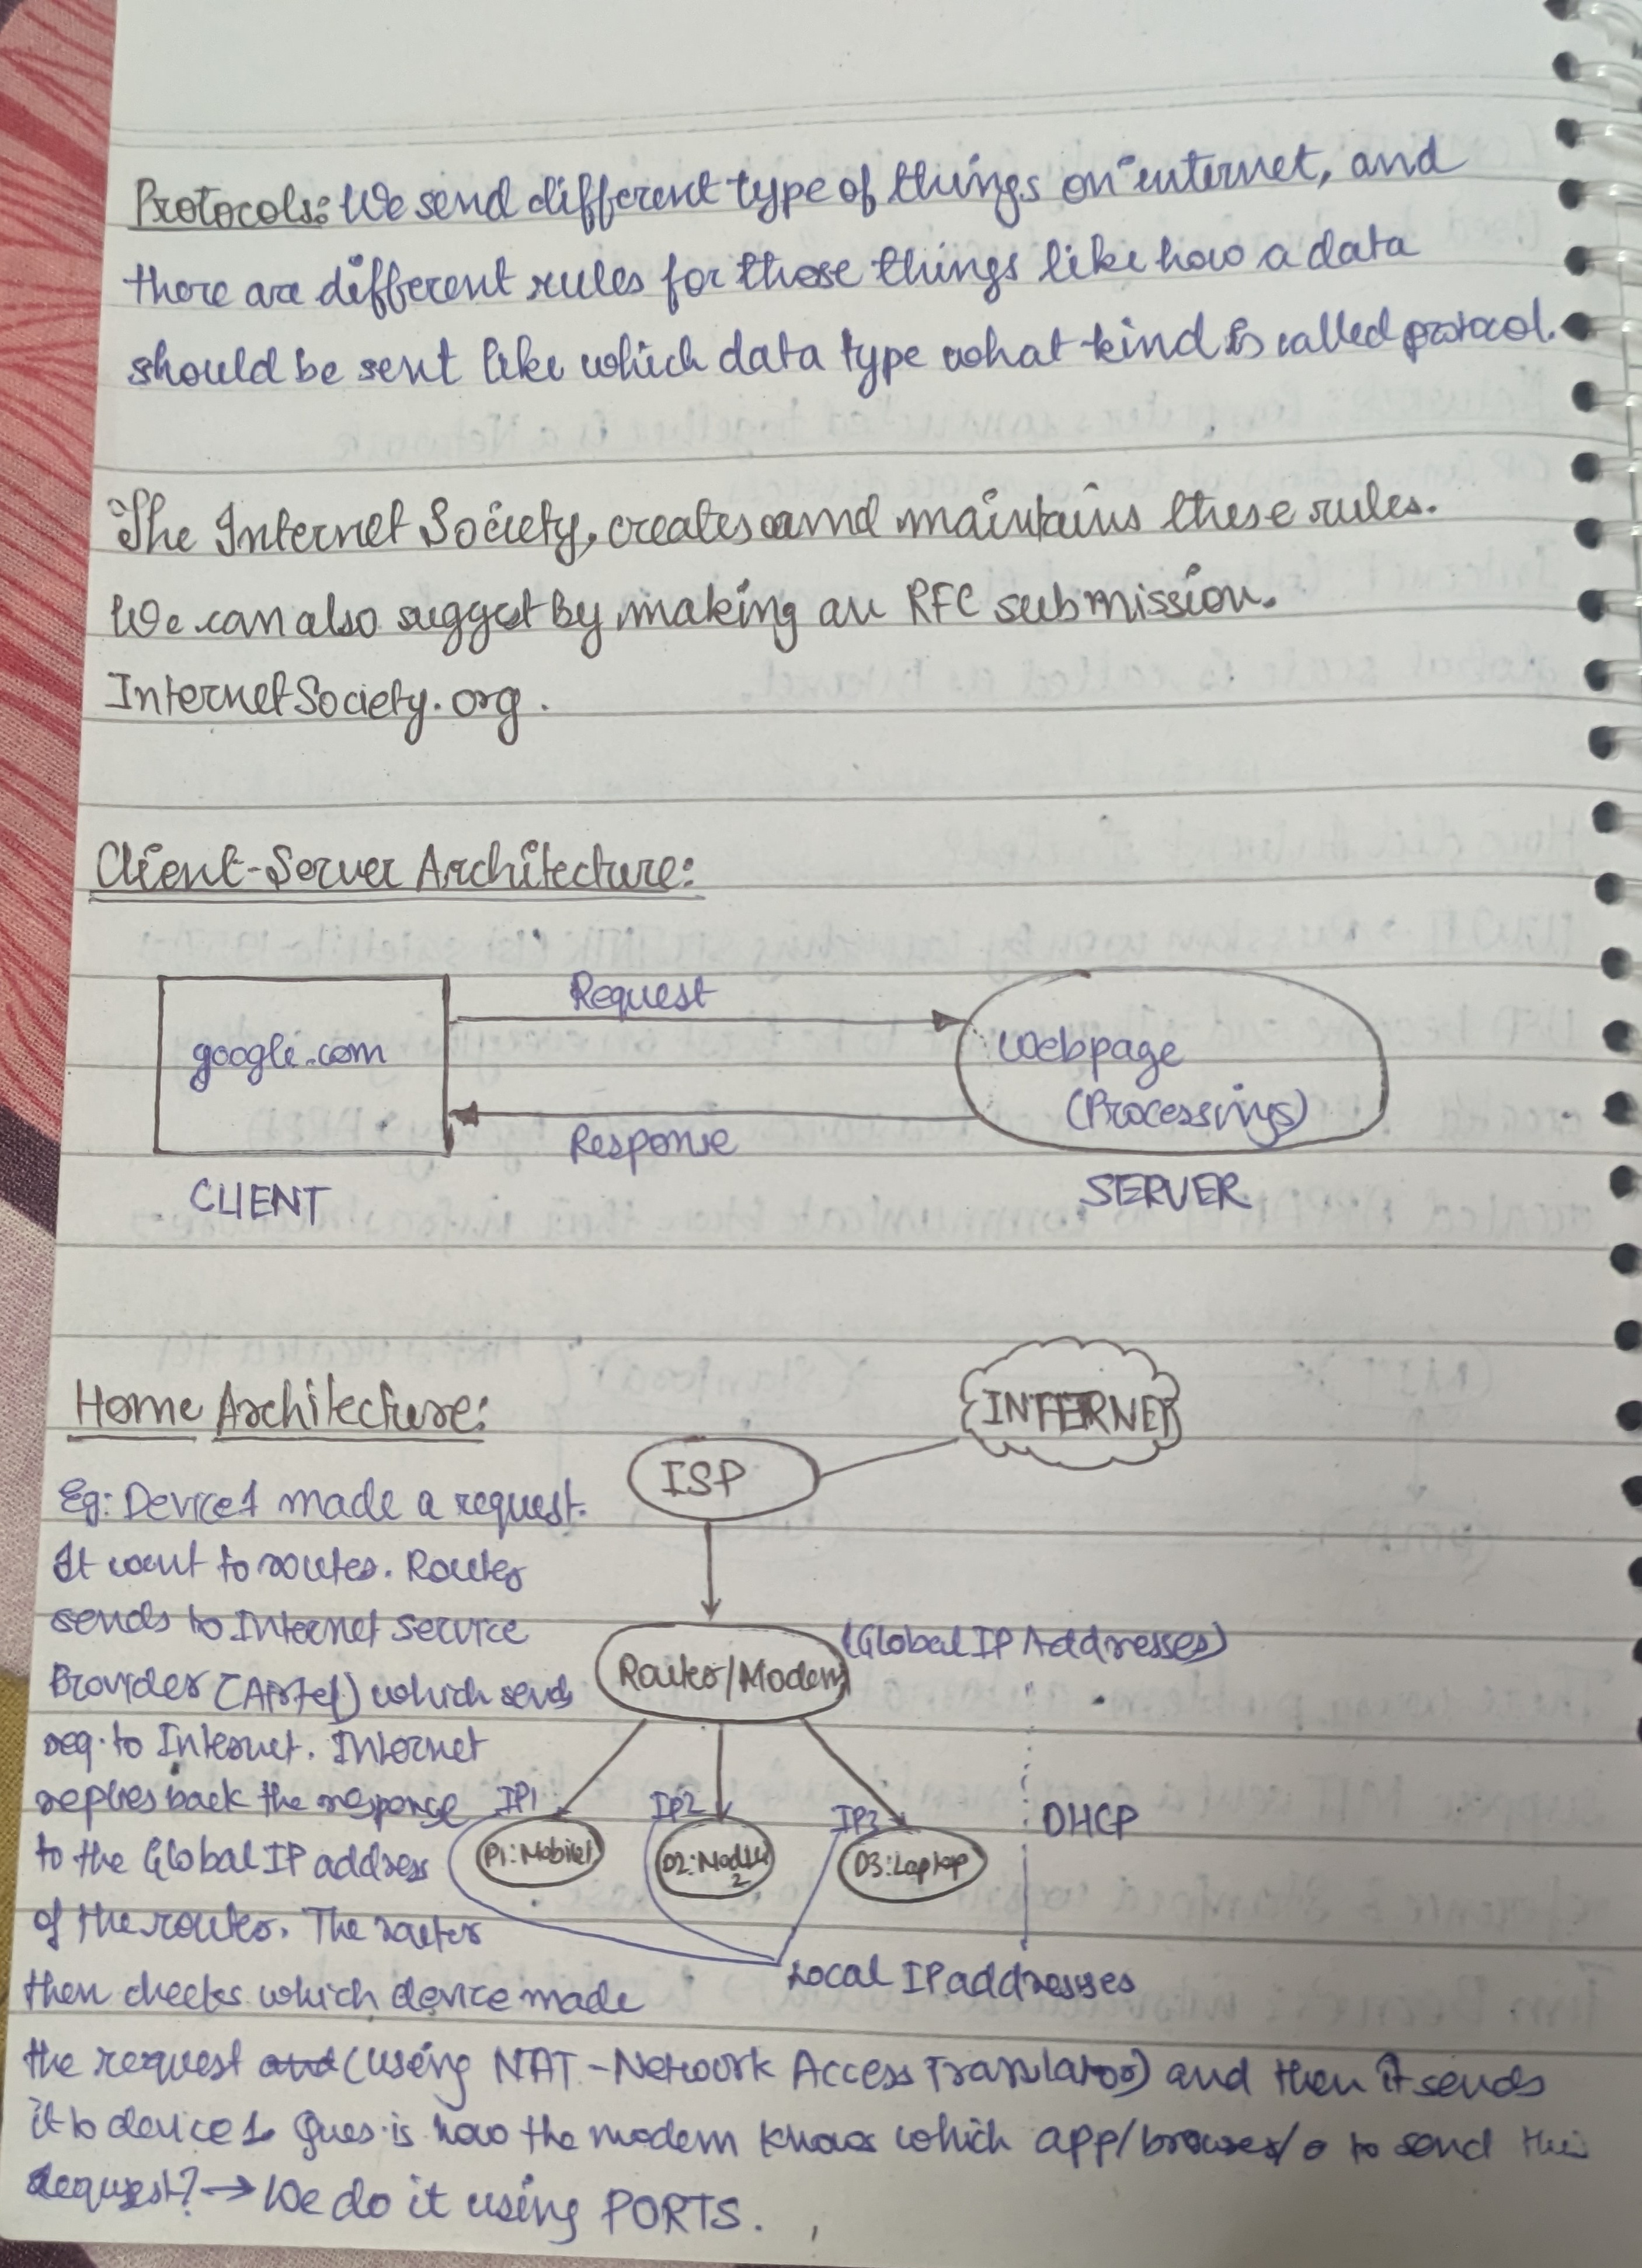 Protocols: We send different type of things on internet, and
there are different rules for these things like how a data
should be sent like which data type what kind is called protocol.
The Internet Society, creates and maintains these rules.
We can also suggest by making an RFC submission.
InternetSociety.org.
Client-Server Architecture:
Request
google.com
Webpage
(Processings)
Response
CLIENT
SERVER
INTERNET
Home Architecture:
ISP
Eg: Device1 made a request.
It went to router. Router
sends to Internet Service
(Global IP Addresses)
Router/Modem
Provider (Airtel) which sends
req. to Internet. Internet
replies back the response
IP1
IP2
IP3
DHCP
D1: Mobile1
D2:
2
D3: Laptop
to the Global IP address
of the router. The router
Local IP addresses
then checks which device made
the request (using NAT - Network Access Translator) and then it sends
it to device 1. Ques. is how the modem knows which app/browser/ to send the
request? → We do it using PORTS.